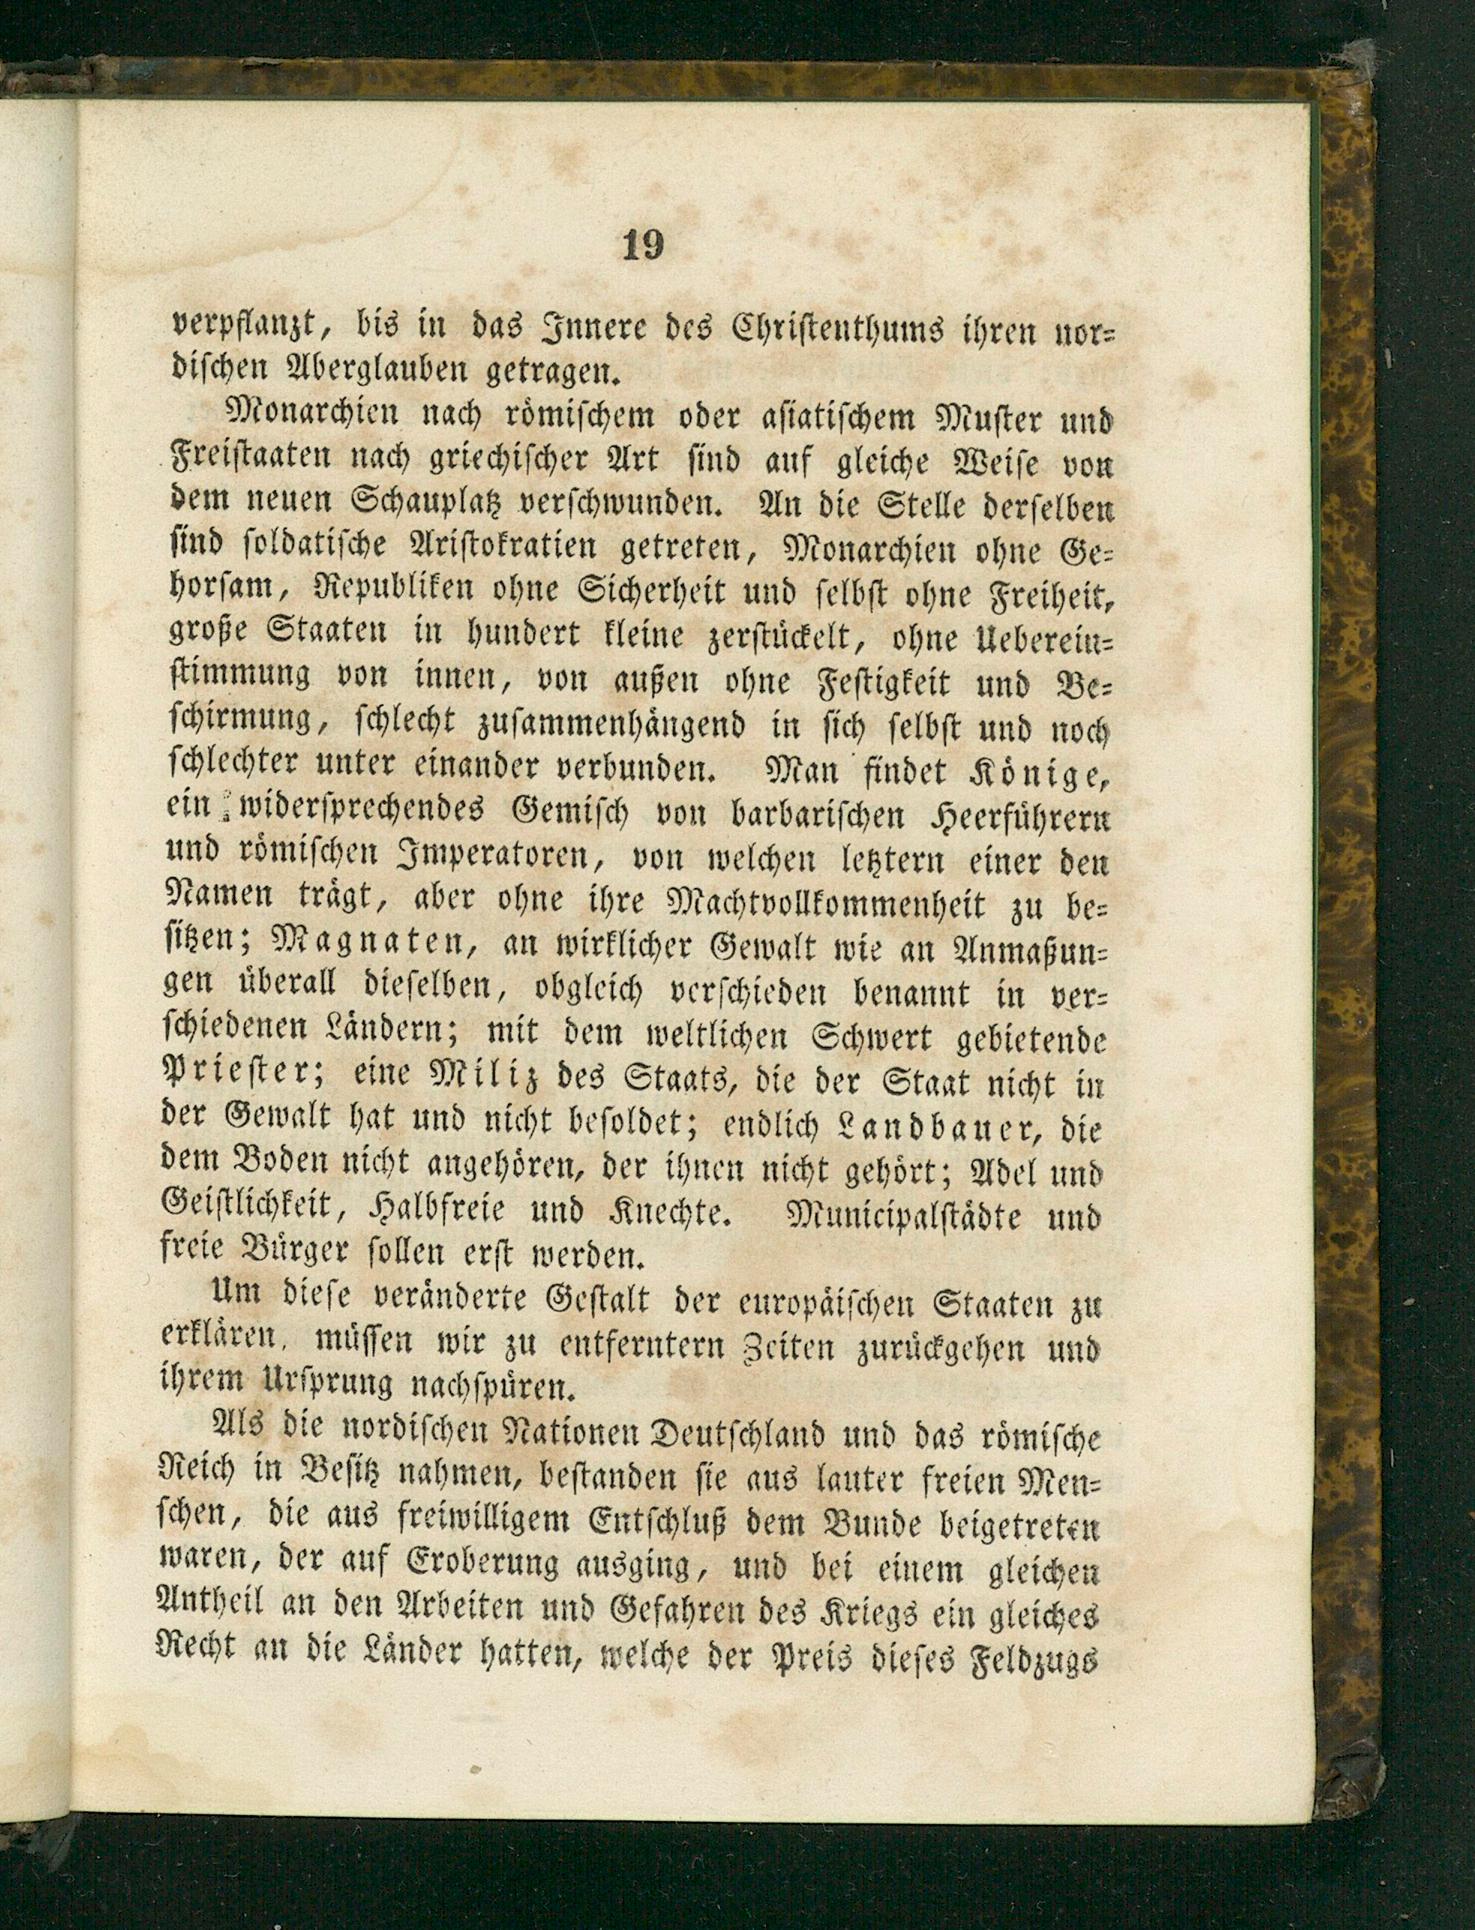 19
verpflanzt, bis in das Innere des Christenthums ihren nor-
dischen Aberglauben getragen.
Monarchien nach römischem oder asiatischem Muster und
Freistaaten nach griechischer Art sind auf gleiche Weise von
dem neuen Schauplatz verschwunden. An die Stelle derselben
sind soldatische Aristokratien getreten, Monarchien ohne Ge-
horsam, Republiken ohne Sicherheit und selbst ohne Freiheit,
große Staaten in hundert kleine zerstückelt, ohne Ueberein-
stimmung von innen, von außen ohne Festigkeit und Be-
schirmung, schlecht zusammenhängend in sich selbst und noch
schlechter unter einander verbunden. Man findet Könige,
ein widersprechendes Gemisch von barbarischen Heerführern
und römischen Imperatoren, von welchen letztern einer den
Namen trägt, aber ohne ihre Machtvollkommenheit zu be-
sitzen; Magnaten, an wirklicher Gewalt wie an Anmaßun-
gen überall dieselben, obgleich verschieden benannt in ver-
schiedenen Ländern; mit dem weltlichen Schwert gebietende
Priester; eine Miliz des Staats, die der Staat nicht in
der Gewalt hat und nicht besoldet; endlich Landbauer, die
dem Boden nicht angehören, der ihnen nicht gehört; Adel und
Geistlichkeit, Halbfreie und Knechte. Municipalstädte und
freie Bürger sollen erst werden.
Um diese veränderte Gestalt der europäischen Staaten zu
erklären, müssen wir zu entferntern Zeiten zurückgehen und
ihrem Ursprung nachspüren.
Als die nordischen Nationen Deutschland und das römische
Reich in Besitz nahmen, bestanden sie aus lauter freien Men-
schen, die aus freiwilligem Entschluß dem Bunde beigetreten
waren, der auf Eroberung ausging, und bei einem gleichen
Antheil an den Arbeiten und Gefahren des Kriegs ein gleiches
Recht an die Länder hatten, welche der Preis dieses Feldzugs